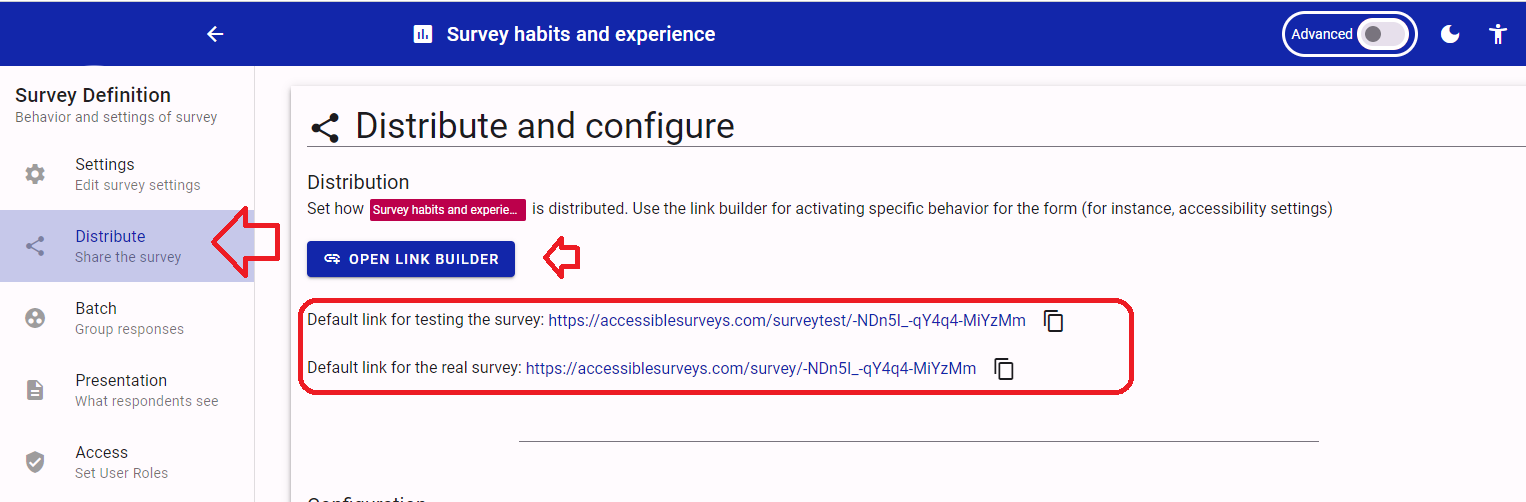 Survey habits and experience
Advanced
Survey Definition
Behavior and settings of survey
Settings
Edit survey settings
Distribute
Share the survey
Batch
Group responses
Presentation
What respondents see
Access
Set User Roles
Distribute and configure
Distribution
Set how Survey habits and experie... is distributed. Use the link builder for activating specific behavior for the form (for instance, accessibility settings)
OPEN LINK BUILDER
Default link for testing the survey: https://accessiblesurveys.com/surveytest/-NDn5I_-qY4q4-MiYzMm
Default link for the real survey: https://accessiblesurveys.com/survey/-NDn5I_-qY4q4-MiYzMm
Configuration